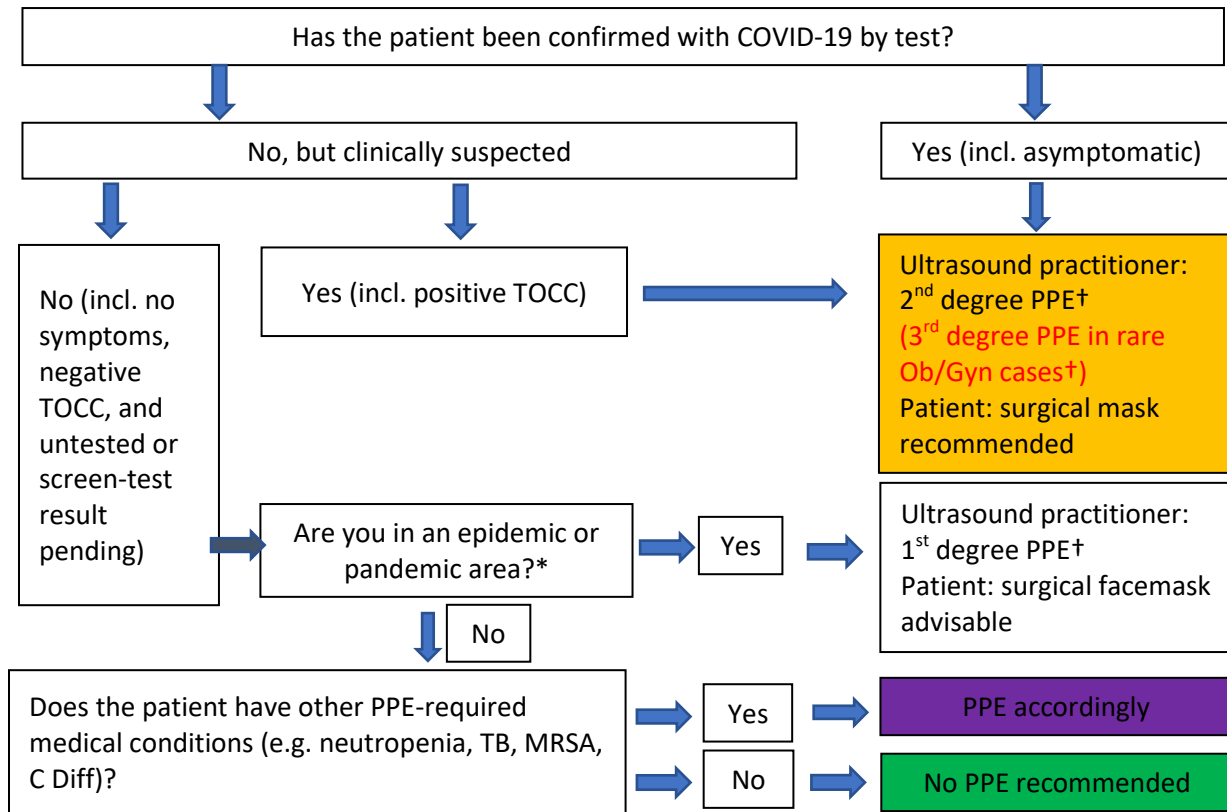 Has the patient been confirmed with COVID-19 by test?
No, but clinically suspected
Yes (incl. asymptomatic)
No (incl. no
symptoms,
negative
TOCC, and
untested or
screen-test
result
pending)
Yes (incl. positive TOCC)
Ultrasound practitioner:
2nd degree PPE†
(3rd degree PPE in rare
Ob/Gyn cases†)
Patient: surgical mask
recommended
Are you in an epidemic or
pandemic area?*
Yes
Ultrasound practitioner:
1st degree PPE†
Patient: surgical facemask
advisable
No
Does the patient have other PPE-required
medical conditions (e.g. neutropenia, TB, MRSA,
C Diff)?
Yes
PPE accordingly
No
No PPE recommended